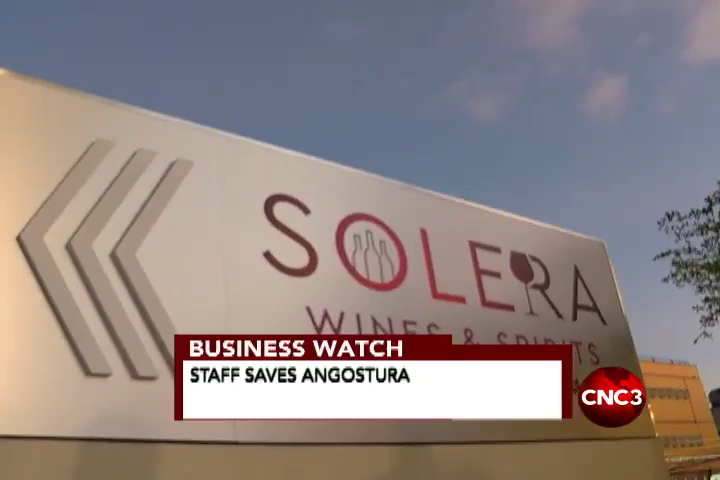 SOLERA
WINES & SPIRITS
BUSINESS WATCH
STAFF SAVES ANGOSTURA
CNC3